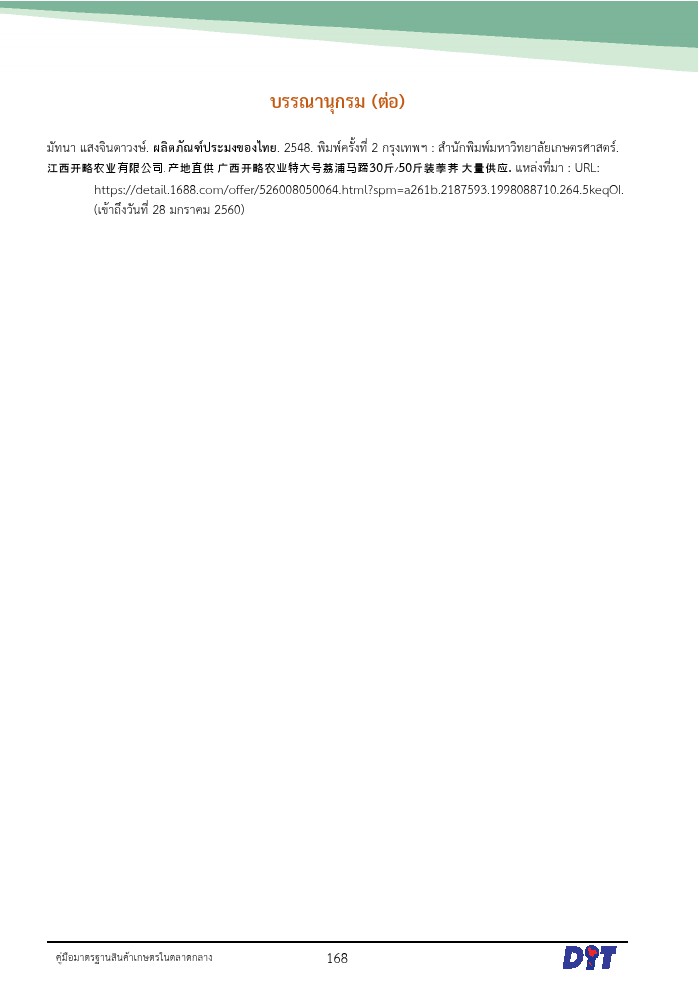 บรรณานุกรม (ต่อ)
มัทนา แสงจินดาวงษ์. ผลิตภัณฑ์ประมงของไทย. 2548. พิมพ์ครั้งที่ 2 กรุงเทพฯ : สำนักพิมพ์มหาวิทยาลัยเกษตรศาสตร์.
江西开略农业有限公司. 产地直供 广西开略农业特大号荔浦马蹄30斤/50斤装荸荠 大量供应. แหล่งที่มา : URL:
https://detail.1688.com/offer/526008050064.html?spm=a261b.2187593.1998088710.264.5keqOI.
(เข้าถึงวันที่ 28 มกราคม 2560)
คู่มือมาตรฐานสินค้าเกษตรในตลาดกลาง
168
DIT